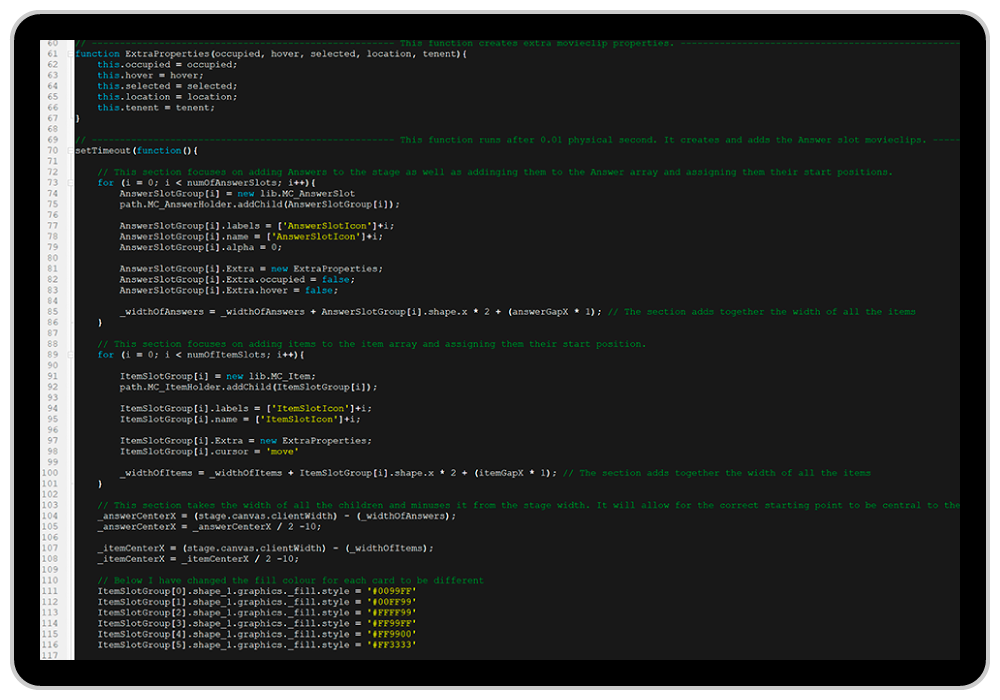 60 // ------------------------------------------------------- This function creates extra movieclip properties. ---------------------------------------------------
61 function ExtraProperties(occupied, hover, selected, location, tenent){
62 this.occupied = occupied;
63 this.hover = hover;
64 this.selected = selected;
65 this.location = location;
66 this.tenent = tenent;
67 }
68
69 // ------------------------------------------------------- This function runs after 0.01 physical second. It creates and adds the Answer slot movieclips. -----
70 setTimeout(function(){
71
72 // This section focuses on adding Answers to the stage as well as addinging them to the Answer array and assigning them their start positions.
73 for (i = 0; i < numOfAnswerSlots; i++){
74 AnswerSlotGroup[i] = new lib.MC_AnswerSlot
75 path.MC_AnswerHolder.addChild(AnswerSlotGroup[i]);
76
77 AnswerSlotGroup[i].labels = ['AnswerSlotIcon']+i;
78 AnswerSlotGroup[i].name = ['AnswerSlotIcon']+i;
79 AnswerSlotGroup[i].alpha = 0;
80
81 AnswerSlotGroup[i].Extra = new ExtraProperties;
82 AnswerSlotGroup[i].Extra.occupied = false;
83 AnswerSlotGroup[i].Extra.hover = false;
84
85 _widthOfAnswers = _widthOfAnswers + AnswerSlotGroup[i].shape.x * 2 + (answerGapX * 1); // The section adds together the width of all the items
86 }
87
88 // This section focuses on adding items to the item array and assigning them their start position.
89 for (i = 0; i < numOfItemSlots; i++){
90
91 ItemSlotGroup[i] = new lib.MC_Item;
92 path.MC_ItemHolder.addChild(ItemSlotGroup[i]);
93
94 ItemSlotGroup[i].labels = ['ItemSlotIcon']+i;
95 ItemSlotGroup[i].name = ['ItemSlotIcon']+i;
96
97 ItemSlotGroup[i].Extra = new ExtraProperties;
98 ItemSlotGroup[i].cursor = 'move'
99
100 _widthOfItems = _widthOfItems + ItemSlotGroup[i].shape.x * 2 + (itemGapX * 1); // The section adds together the width of all the items
101 }
102
103 // This section takes the width of all the children and minuses it from the stage width. It will allow for the correct starting point to be central to the
104 _answerCenterX = (stage.canvas.clientWidth) - (_widthOfAnswers);
105 _answerCenterX = _answerCenterX / 2 -10;
106
107 _itemCenterX = (stage.canvas.clientWidth) - (_widthOfItems);
108 _itemCenterX = _itemCenterX / 2 -10;
109
110 // Below I have changed the fill colour for each card to be different
111 ItemSlotGroup[0].shape_1.graphics._fill.style = '#0099FF'
112 ItemSlotGroup[1].shape_1.graphics._fill.style = '#00FF99'
113 ItemSlotGroup[2].shape_1.graphics._fill.style = '#FFFF99'
114 ItemSlotGroup[3].shape_1.graphics._fill.style = '#FF99FF'
115 ItemSlotGroup[4].shape_1.graphics._fill.style = '#FF9900'
116 ItemSlotGroup[5].shape_1.graphics._fill.style = '#FF3333'
117